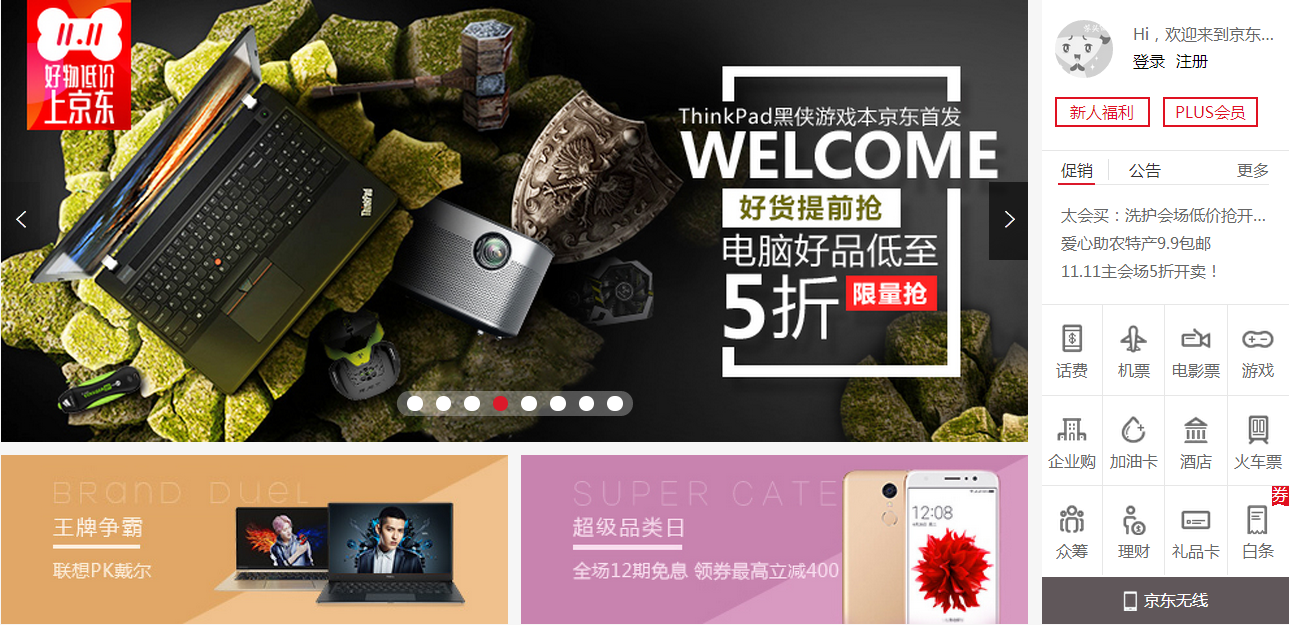 11.11
好物低价
上京东
ThinkPad
ThinkPad黑侠游戏本京东首发
WELCOME
好货提前抢
电脑好品低至
5折 限量抢
BRand DueL
王牌争霸
联想PK戴尔
SUPER CATE
超级品类日
全场12期免息 领券最高立减400
12:08
Hi，欢迎来到京东...
登录 注册
新人福利 PLUS会员
促销 公告 更多
太会买：洗护会场低价抢开...
爱心助农特产9.9包邮
11.11主会场5折开卖！
话费 机票 电影票 游戏
企业购 加油卡 酒店 火车票
券
众筹 理财 礼品卡 白条
京东无线